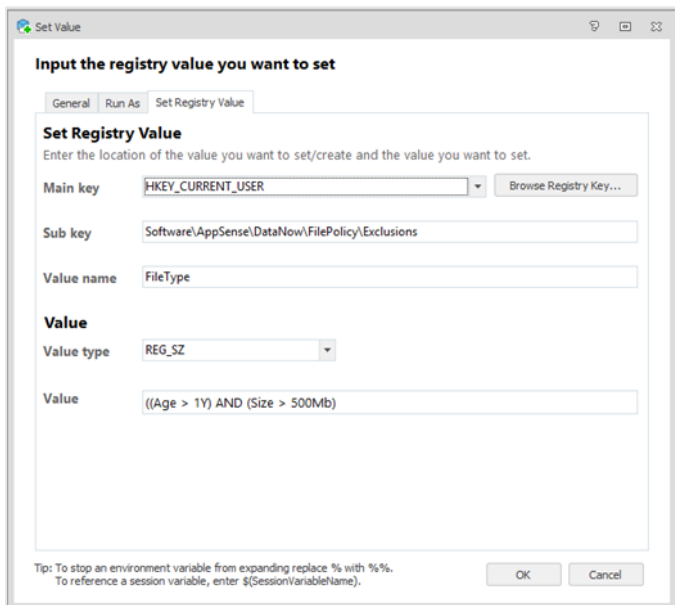 Set Value
Input the registry value you want to set
General Run As Set Registry Value
Set Registry Value
Enter the location of the value you want to set/create and the value you want to set.
Main key HKEY_CURRENT_USER Browse Registry Key...
Sub key Software\AppSense\DataNow\FilePolicy\Exclusions
Value name FileType
Value
Value type REG_SZ
Value ((Age > 1Y) AND (Size > 500Mb)
Tip: To stop an environment variable from expanding replace % with %%.
To reference a session variable, enter $(SessionVariableName).
OK Cancel